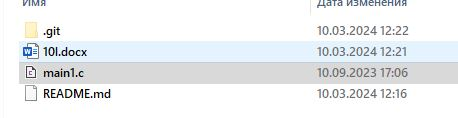 Имя Дата изменения
.git 10.03.2024 12:22
10l.docx 10.03.2024 12:21
main1.c 10.09.2023 17:06
README.md 10.03.2024 12:16